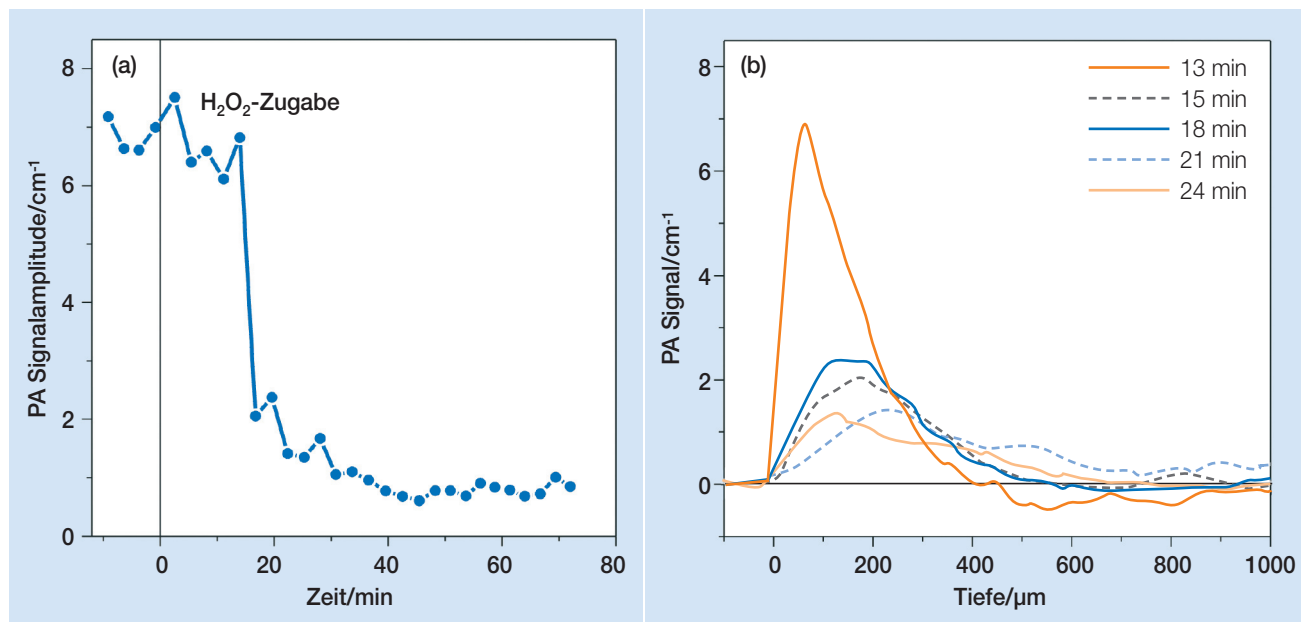 (a)
H₂O₂-Zugabe
PA Signalamplitude/cm⁻¹
8
6
4
2
0
0 20 40 60 80
Zeit/min
(b)
13 min
15 min
18 min
21 min
24 min
PA Signal/cm⁻¹
8
6
4
2
0
0 200 400 600 800 1000
Tiefe/µm